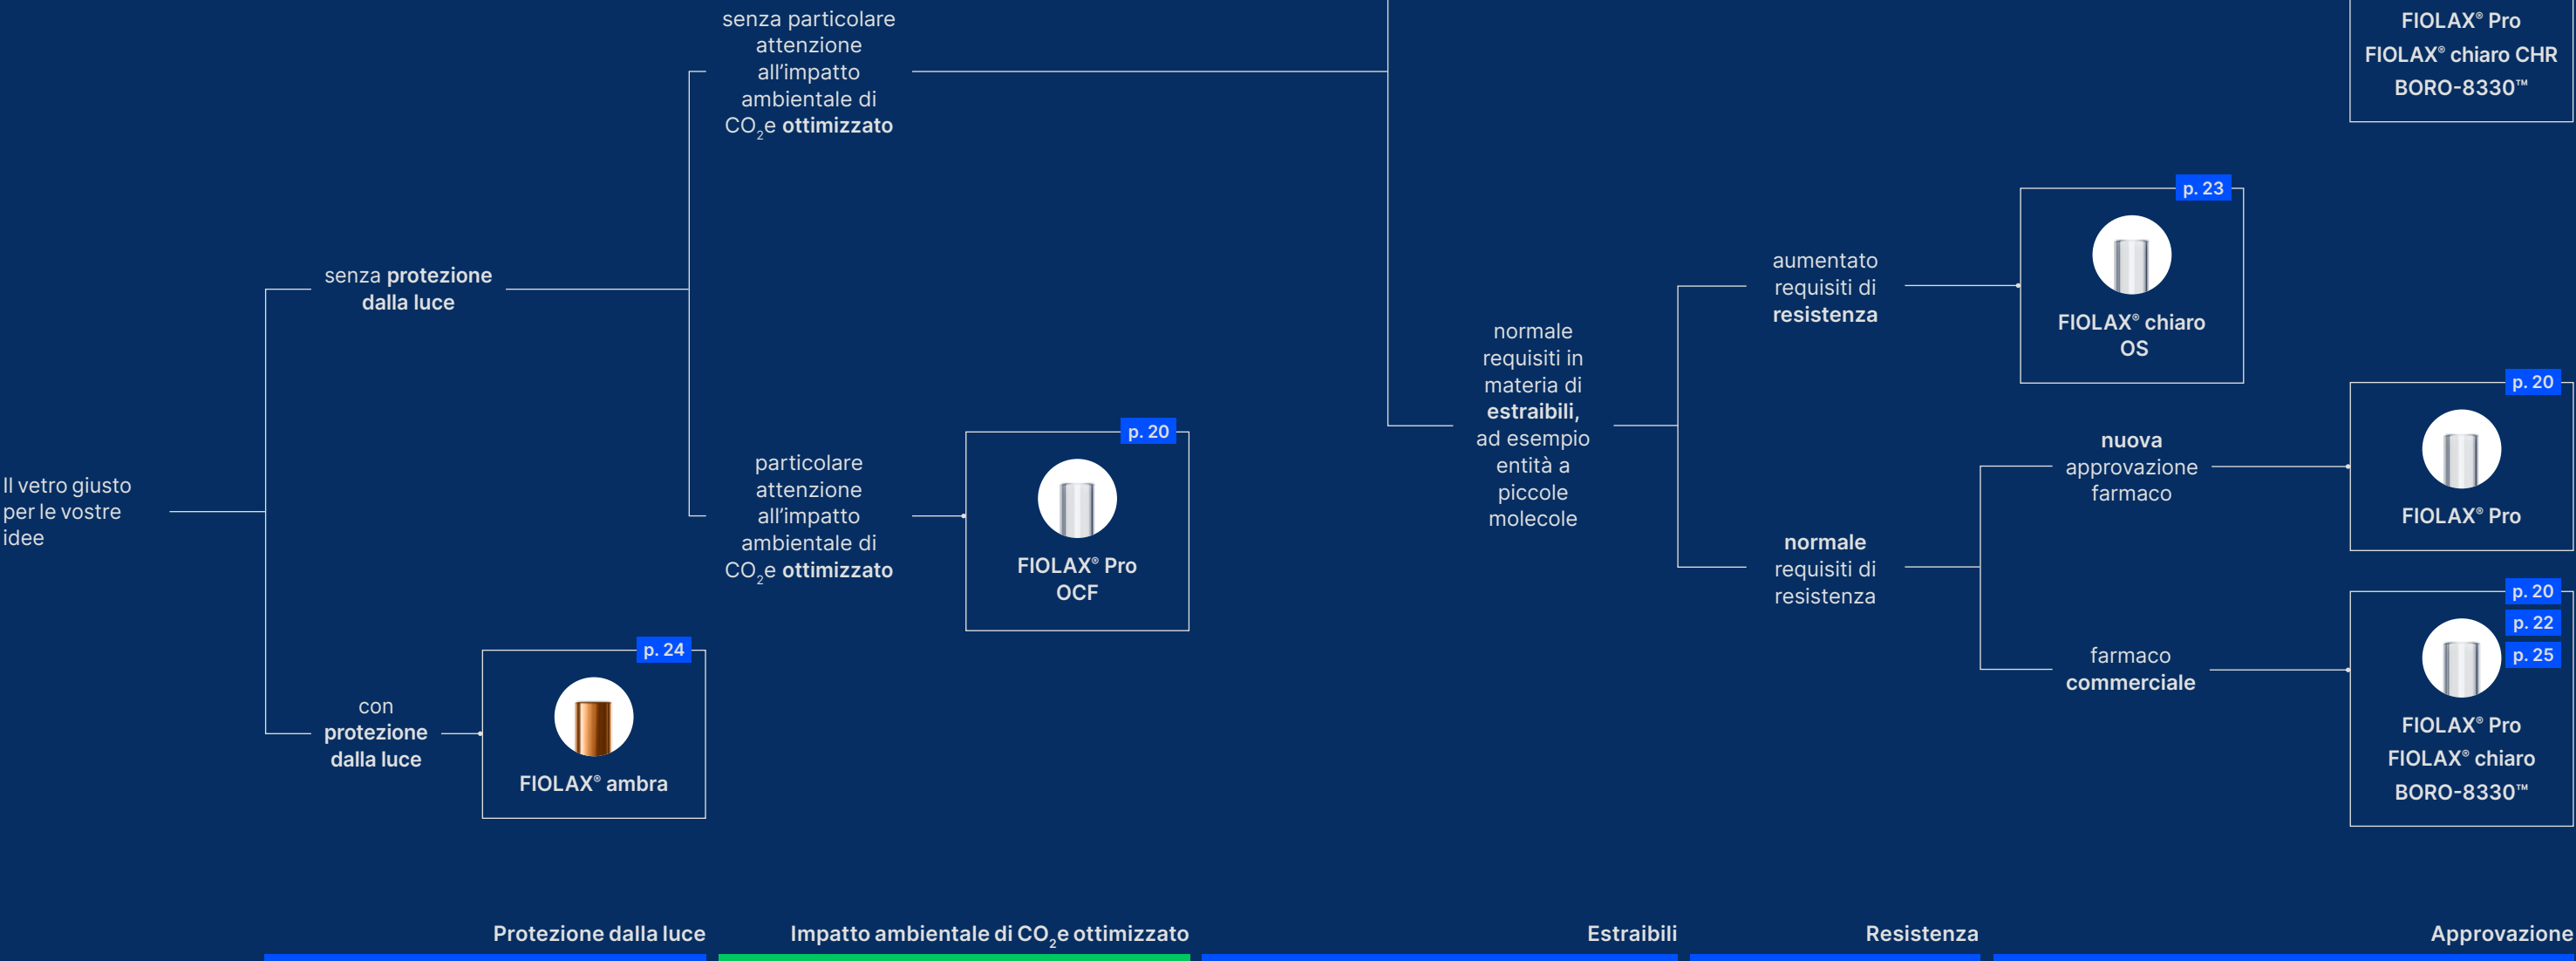 senza particolare
attenzione
all’impatto
ambientale di
CO₂e ottimizzato
FIOLAX® Pro
FIOLAX® chiaro CHR
BORO-8330™
p. 23
FIOLAX® chiaro
OS
senza protezione
dalla luce
aumentato
requisiti di
resistenza
normale
requisiti in
materia di
estraibili,
ad esempio
entità a
piccole
molecole
p. 20
FIOLAX® Pro
nuova
approvazione
farmaco
p. 20
FIOLAX® Pro
OCF
particolare
attenzione
all’impatto
ambientale di
CO₂e ottimizzato
Il vetro giusto
per le vostre
idee
normale
requisiti di
resistenza
p. 20
p. 22
p. 25
FIOLAX® Pro
FIOLAX® chiaro
BORO-8330™
farmaco
commerciale
p. 24
FIOLAX® ambra
con
protezione
dalla luce
Protezione dalla luce
Impatto ambientale di CO₂e ottimizzato
Estraibili
Resistenza
Approvazione